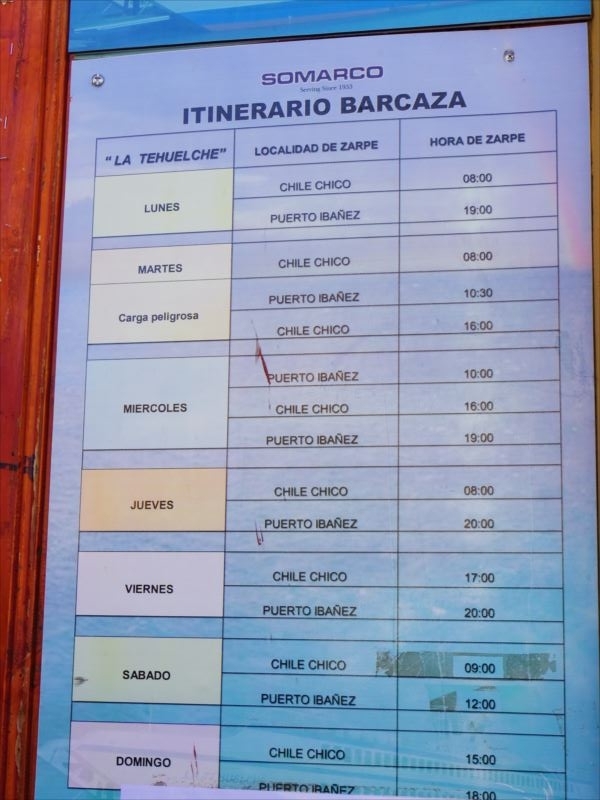 SOMARCO
Serving Since 1953
ITINERARIO BARCAZA
“ LA TEHUELCHE” LOCALIDAD DE ZARPE HORA DE ZARPE
LUNES
CHILE CHICO 08:00
PUERTO IBAÑEZ 19:00
MARTES
CHILE CHICO 08:00
Carga peligrosa
PUERTO IBAÑEZ 10:30
CHILE CHICO 16:00
MIERCOLES
PUERTO IBAÑEZ 10:00
CHILE CHICO 16:00
PUERTO IBAÑEZ 19:00
JUEVES
CHILE CHICO 08:00
PUERTO IBAÑEZ 20:00
VIERNES
CHILE CHICO 17:00
PUERTO IBAÑEZ 20:00
SABADO
CHILE CHICO 09:00
PUERTO IBAÑEZ 12:00
DOMINGO
CHILE CHICO 15:00
PUERTO IBAÑEZ 18:00